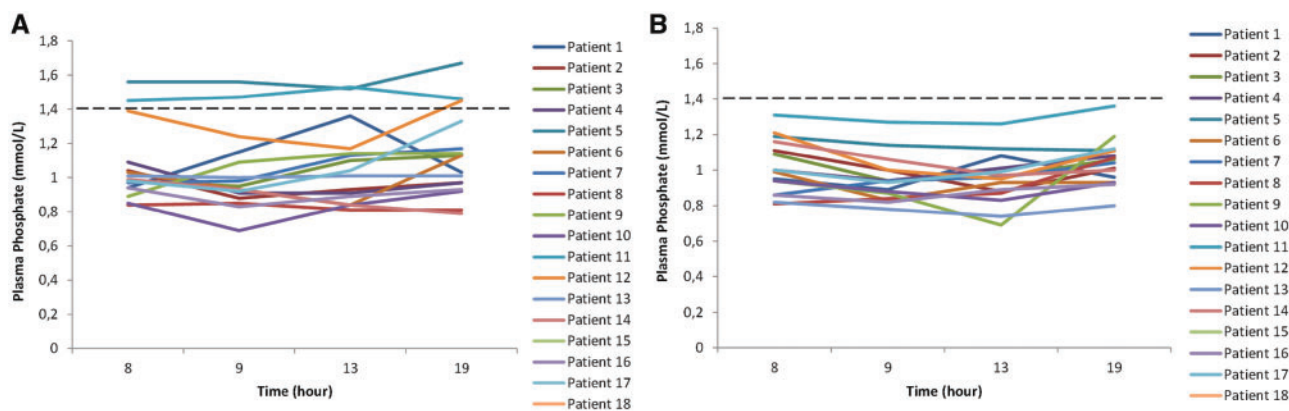 A
Plasma Phosphate (mmol/L)
1,8
1,6
1,4
1,2
1
0,8
0,6
0,4
0,2
0
8 9 13 19
Time (hour)
Patient 1
Patient 2
Patient 3
Patient 4
Patient 5
Patient 6
Patient 7
Patient 8
Patient 9
Patient 10
Patient 11
Patient 12
Patient 13
Patient 14
Patient 15
Patient 16
Patient 17
Patient 18
B
Plasma Phosphate (mmol/L)
1,8
1,6
1,4
1,2
1
0,8
0,6
0,4
0,2
0
8 9 13 19
Time (hour)
Patient 1
Patient 2
Patient 3
Patient 4
Patient 5
Patient 6
Patient 7
Patient 8
Patient 9
Patient 10
Patient 11
Patient 12
Patient 13
Patient 14
Patient 15
Patient 16
Patient 17
Patient 18